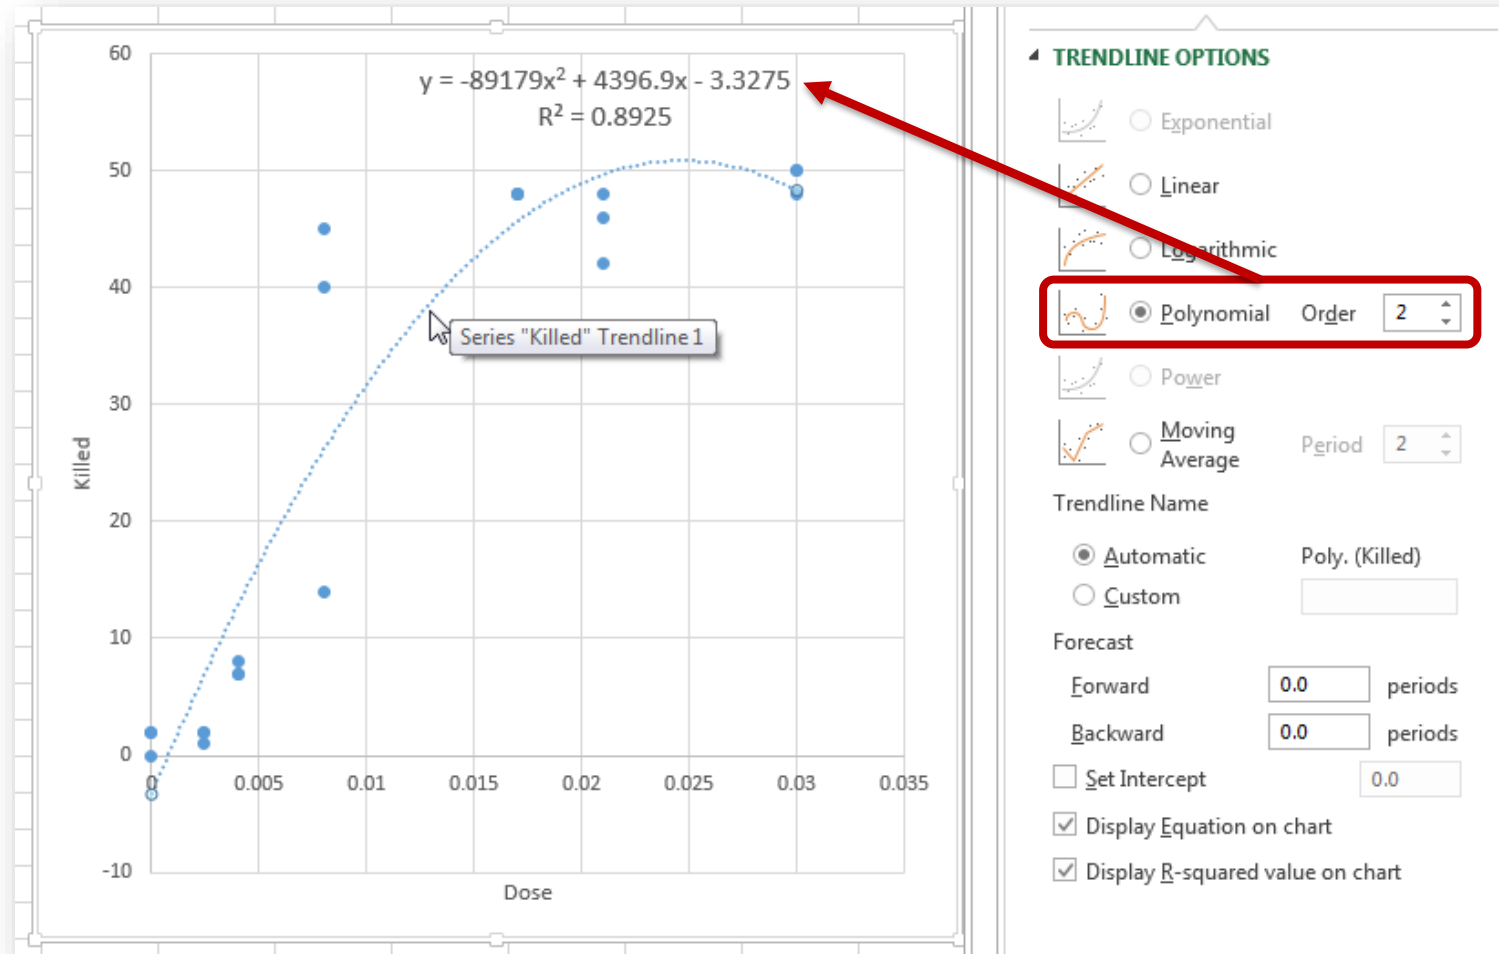 60
50
40
30
20
10
0
-10
Killed
y = -89179x² + 4396.9x - 3.3275
R² = 0.8925
Series "Killed" Trendline 1
0 0.005 0.01 0.015 0.02 0.025 0.03 0.035
Dose
TRENDLINE OPTIONS
Exponential
Linear
Logarithmic
Polynomial Order 2
Power
Moving
Average
Period 2
Trendline Name
Automatic Poly. (Killed)
Custom
Forecast
Forward 0.0 periods
Backward 0.0 periods
Set Intercept 0.0
Display Equation on chart
Display R-squared value on chart